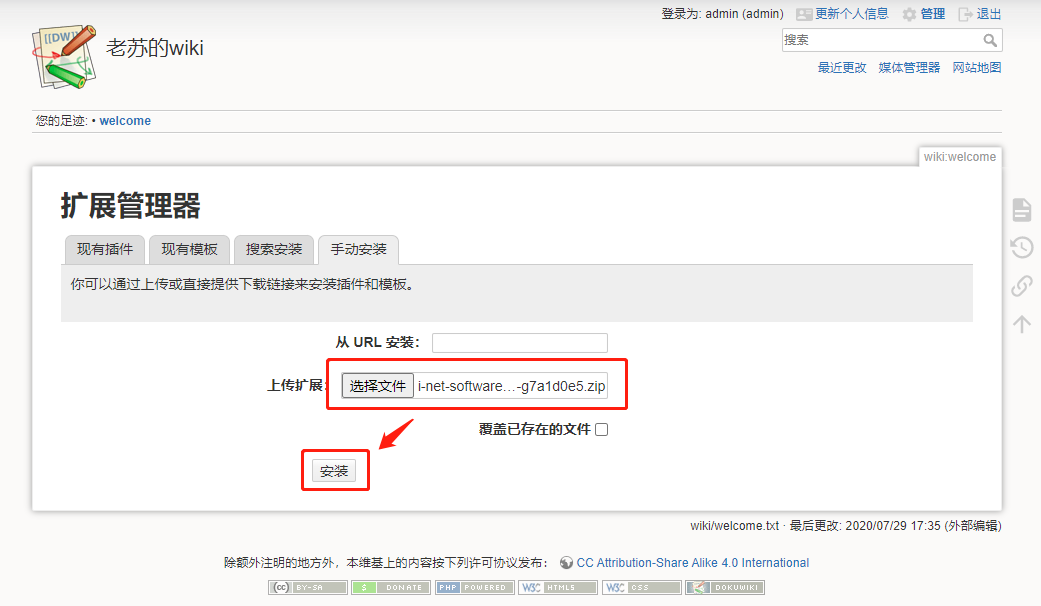 登录为: admin (admin) 更新个人信息 管理 退出
[[DW
老苏的wiki
搜索
最近更改 媒体管理器 网站地图
您的足迹: • welcome
wiki:welcome
扩展管理器
现有插件 现有模板 搜索安装 手动安装
你可以通过上传或直接提供下载链接来安装插件和模板。
从 URL 安装:
上传扩展: 选择文件 i-net-software…-g7a1d0e5.zip
覆盖已存在的文件
安装
wiki/welcome.txt · 最后更改: 2020/07/29 17:35 (外部编辑)
除额外注明的地方外，本维基上的内容按下列许可协议发布： CC Attribution-Share Alike 4.0 International
cc BY-SA $ DONATE PHP POWERED W3C HTML5 W3C CSS DOKUWIKI